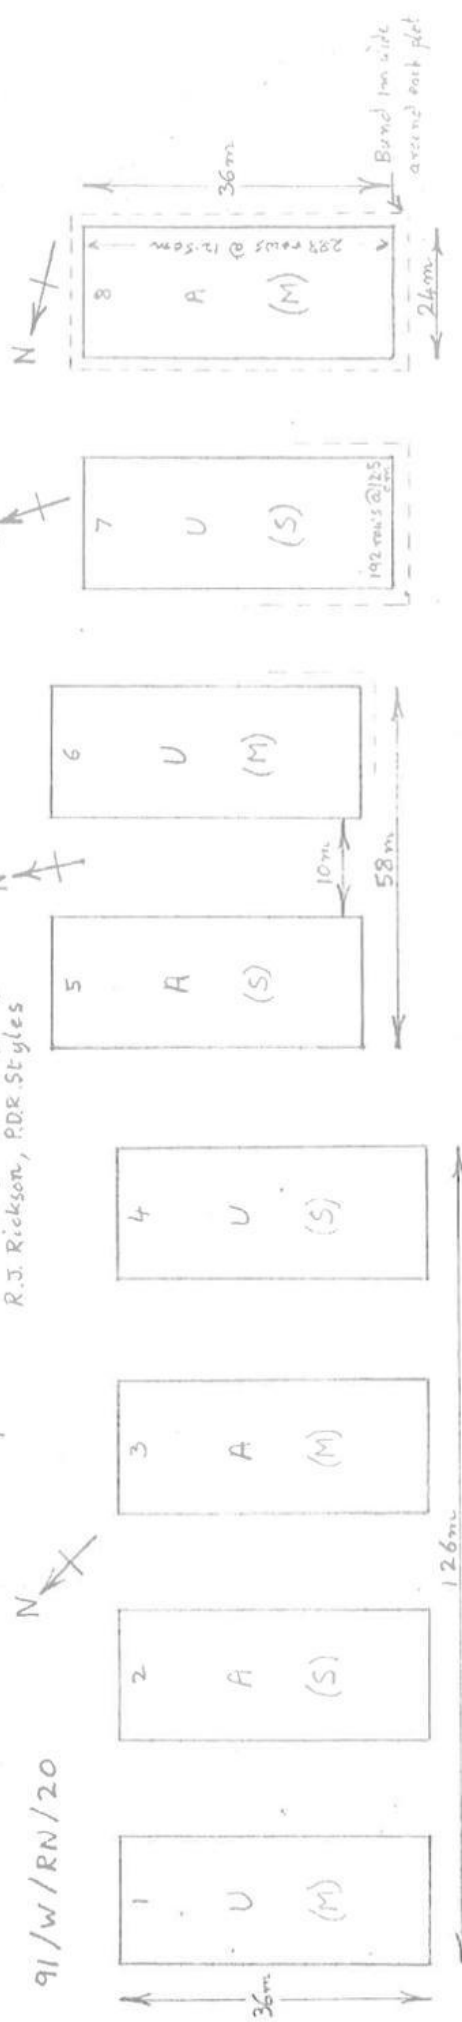 91/W/RN/20
R.J. Rickson, P.D.R. Styles
N
N
N
36m
1
U
(M)
2
A
(S)
3
A
(M)
4
U
(S)
126m
5
A
(S)
6
U
(M)
10m
58m
7
U
(S)
192 rows @ 12.5
cm
8
A
(M)
288 rows @ 12.5cm
36m
24m
Bund 1m wide
around each plot